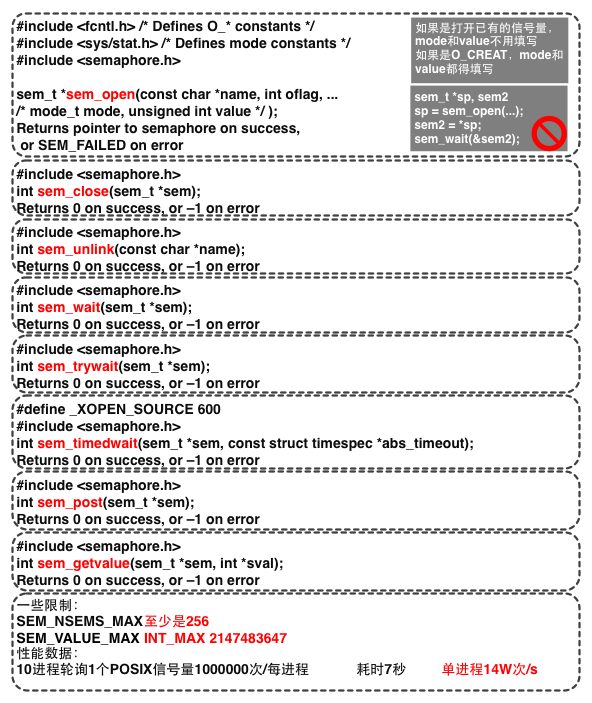 #include <fcntl.h> /* Defines O_* constants */
#include <sys/stat.h> /* Defines mode constants */
#include <semaphore.h>
sem_t *sem_open(const char *name, int oflag, ...
/* mode_t mode, unsigned int value */ );
Returns pointer to semaphore on success,
or SEM_FAILED on error
如果是打开已有的信号量，
mode和value不用填写
如果是O_CREAT，mode和
value都得填写
sem_t *sp, sem2
sp = sem_open(...);
sem2 = *sp;
sem_wait(&sem2);
#include <semaphore.h>
int sem_close(sem_t *sem);
Returns 0 on success, or –1 on error
#include <semaphore.h>
int sem_unlink(const char *name);
Returns 0 on success, or –1 on error
#include <semaphore.h>
int sem_wait(sem_t *sem);
Returns 0 on success, or –1 on error
#include <semaphore.h>
int sem_trywait(sem_t *sem);
Returns 0 on success, or –1 on error
#define _XOPEN_SOURCE 600
#include <semaphore.h>
int sem_timedwait(sem_t *sem, const struct timespec *abs_timeout);
Returns 0 on success, or –1 on error
#include <semaphore.h>
int sem_post(sem_t *sem);
Returns 0 on success, or –1 on error
#include <semaphore.h>
int sem_getvalue(sem_t *sem, int *sval);
Returns 0 on success, or –1 on error
一些限制：
SEM_NSEMS_MAX至少是256
SEM_VALUE_MAX INT_MAX 2147483647
性能数据：
10进程轮询1个POSIX信号量1000000次/每进程 耗时7秒 单进程14W次/s